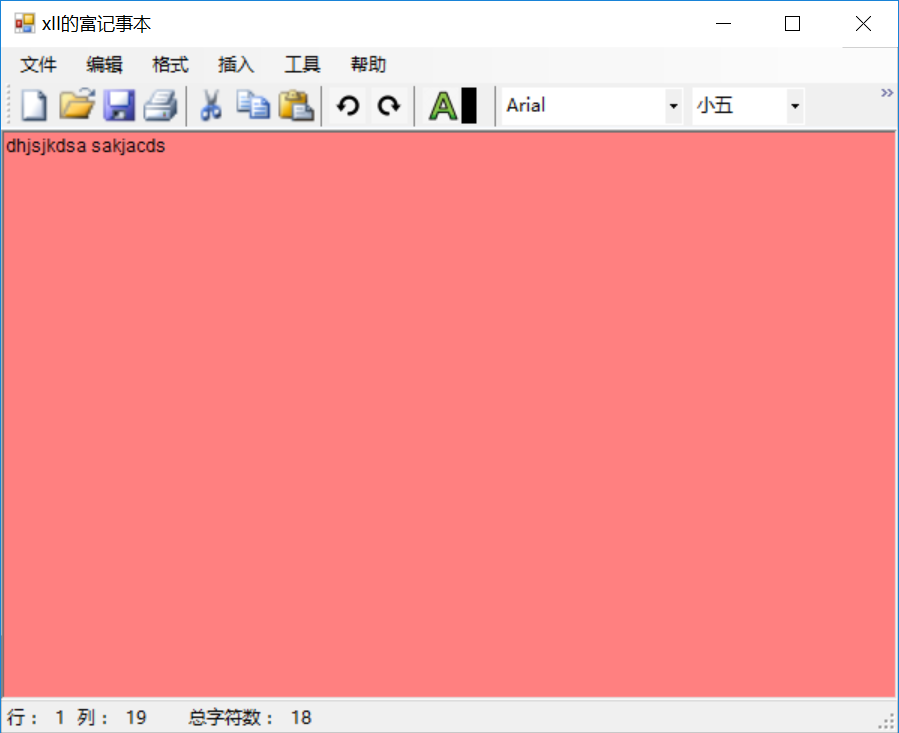 xll的富记事本
文件 编辑 格式 插入 工具 帮助
A Arial 小五
dhjsjkdsa sakjacds
行： 1 列： 19 总字符数： 18